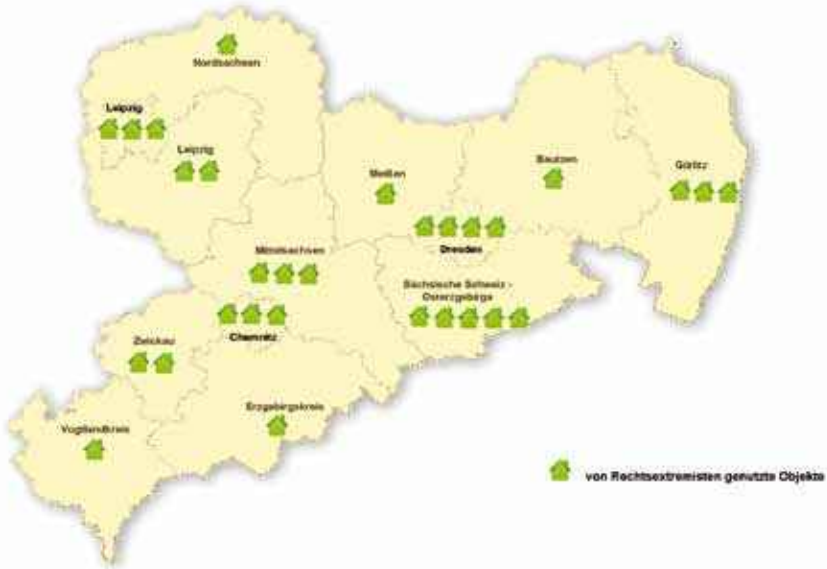 Nordsachsen
Leipzig
Leipzig
Meißen
Bautzen
Görlitz
Dresden
Mittelsachsen
Sächsische Schweiz -
Osterzgebirge
Chemnitz
Zwickau
Erzgebirgskreis
Vogtlandkreis
von Rechtsextremisten genutzte Objekte